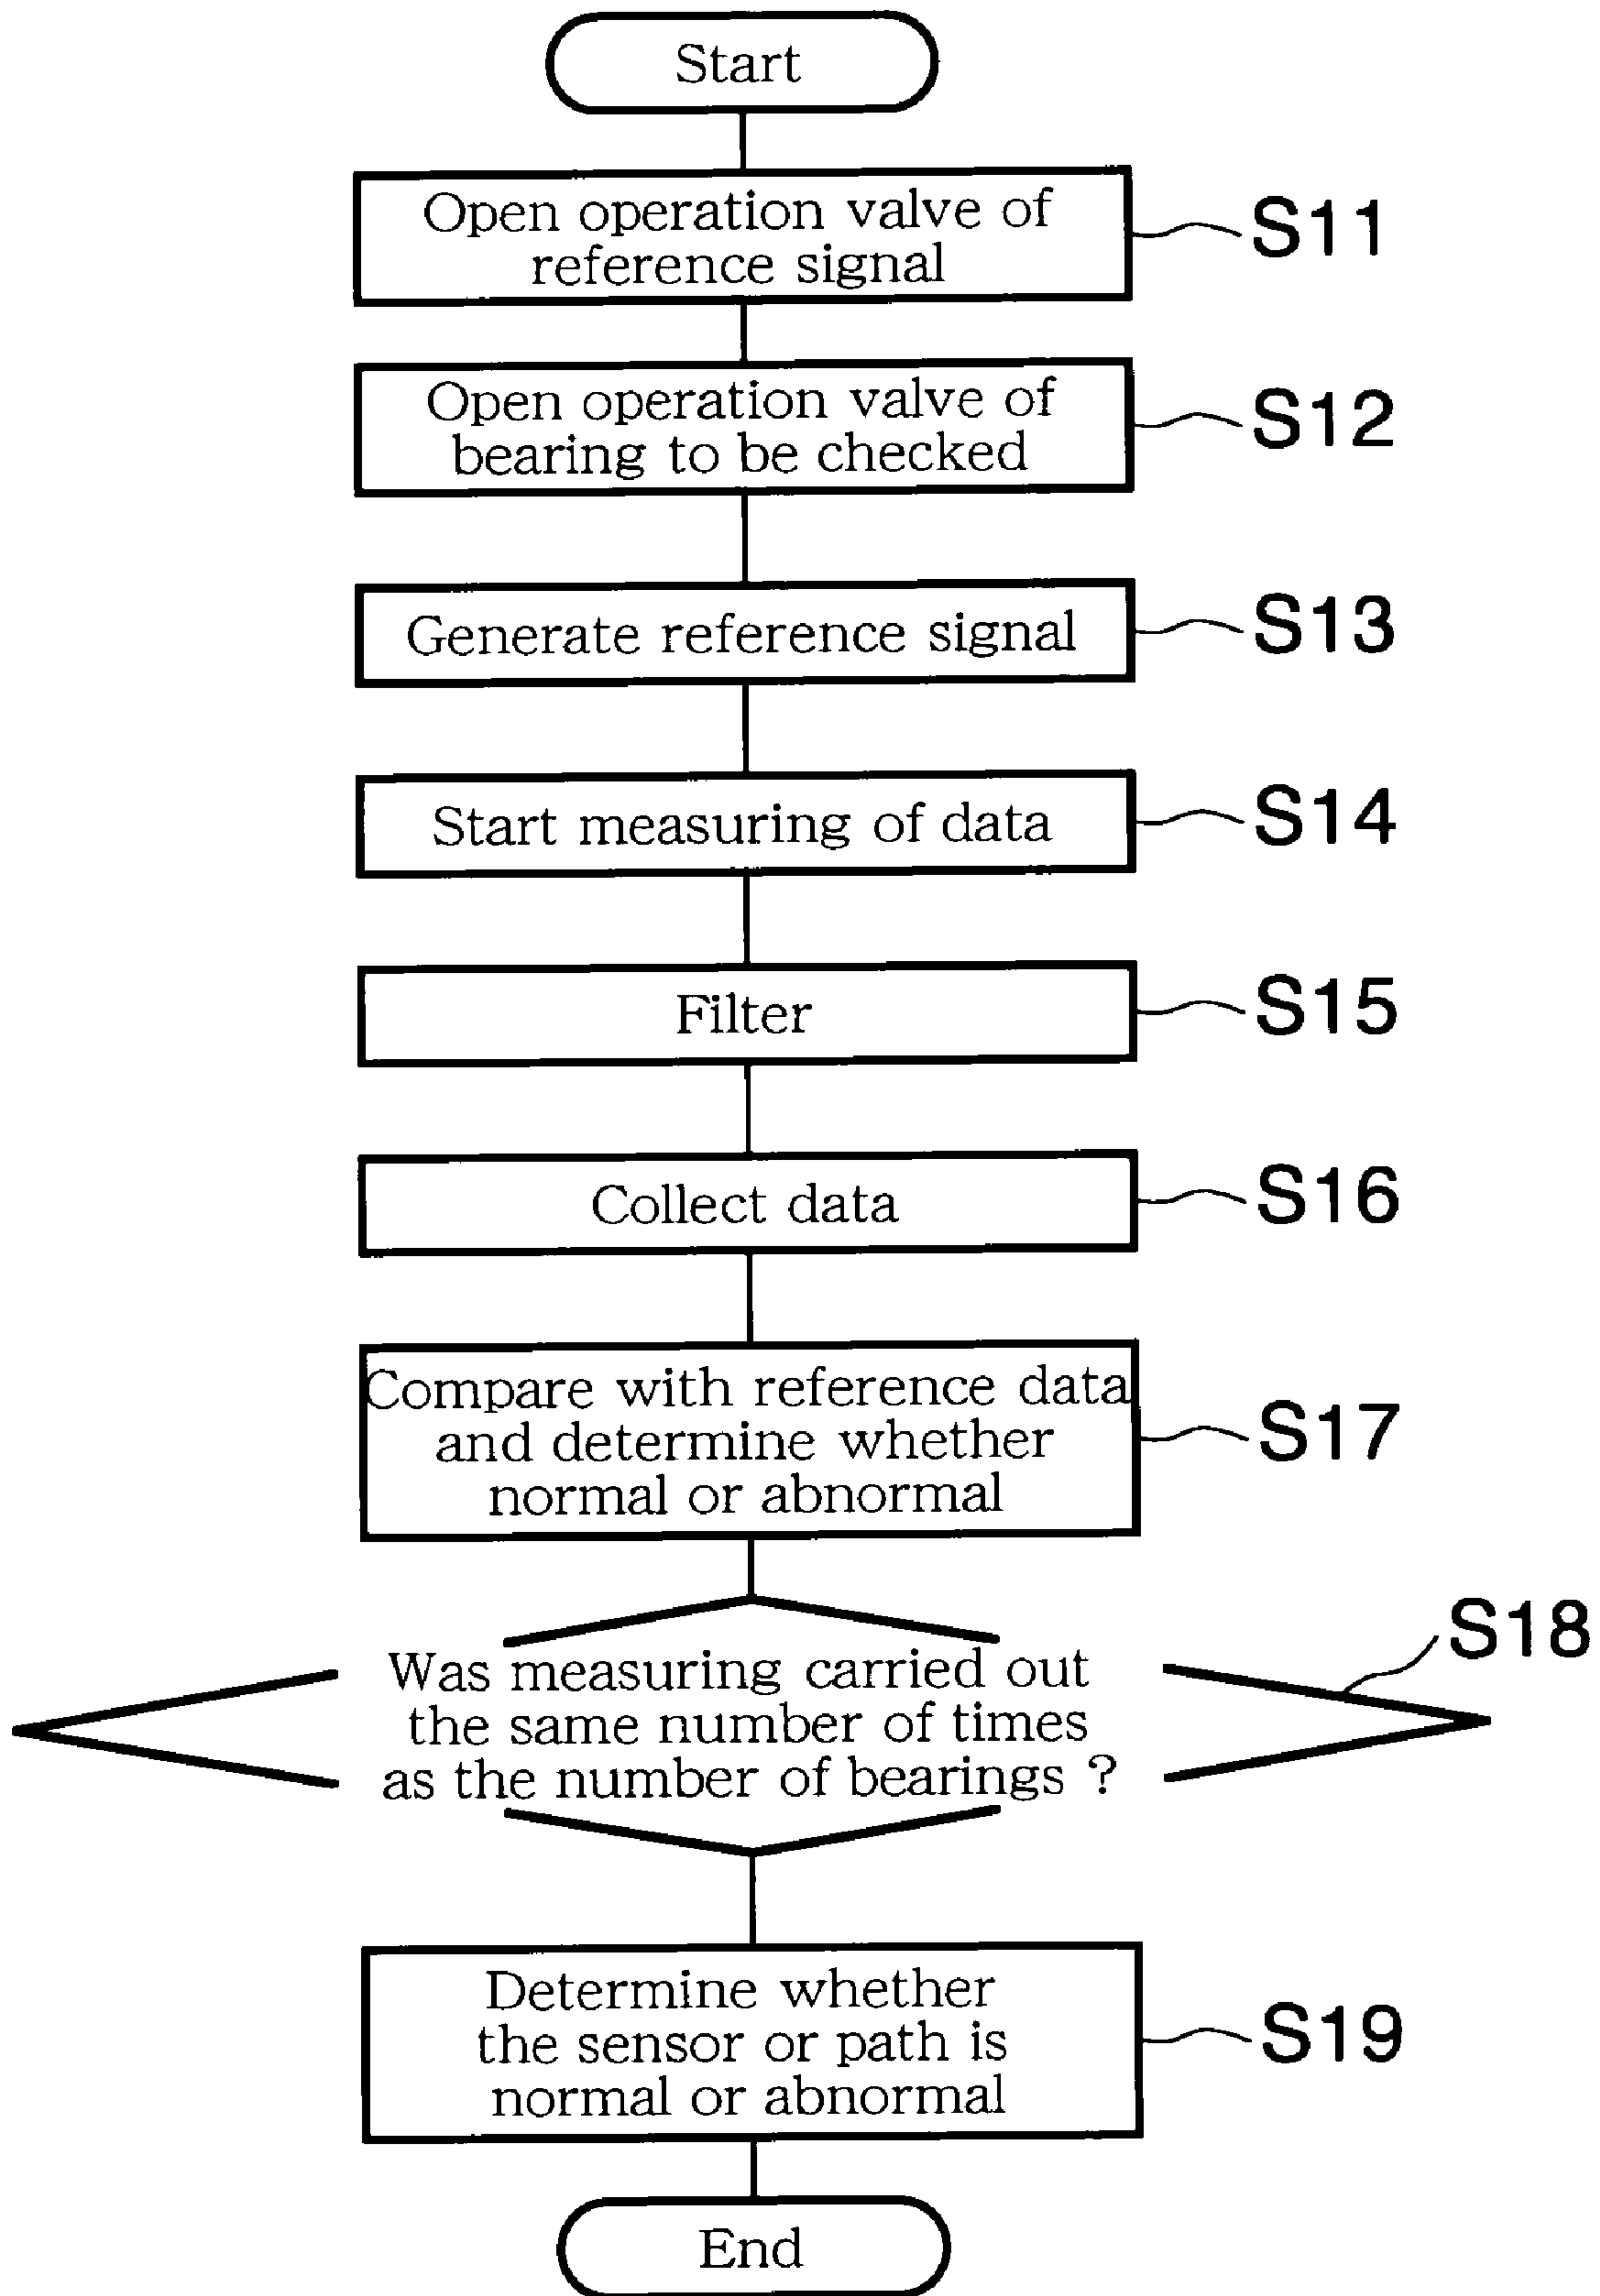 Start
Open operation valve of
reference signal
S11
Open operation valve of
bearing to be checked
S12
Generate reference signal
S13
Start measuring of data
S14
Filter
S15
Collect data
S16
Compare with reference data
and determine whether
normal or abnormal
S17
S18
Was measuring carried out
the same number of times
as the number of bearings ?
Determine whether
the sensor or path is
normal or abnormal
S19
End